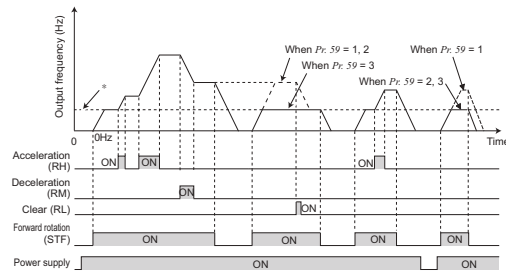 Output frequency (Hz)
When Pr. 59 = 1, 2
When Pr. 59 = 1
When Pr. 59 = 3
When Pr. 59 = 2, 3
*
0
0Hz
Time
Acceleration
(RH)
ON
ON
ON
Deceleration
(RM)
ON
Clear (RL)
ON
Forward rotation
(STF)
ON
ON
ON
ON
Power supply
ON
ON